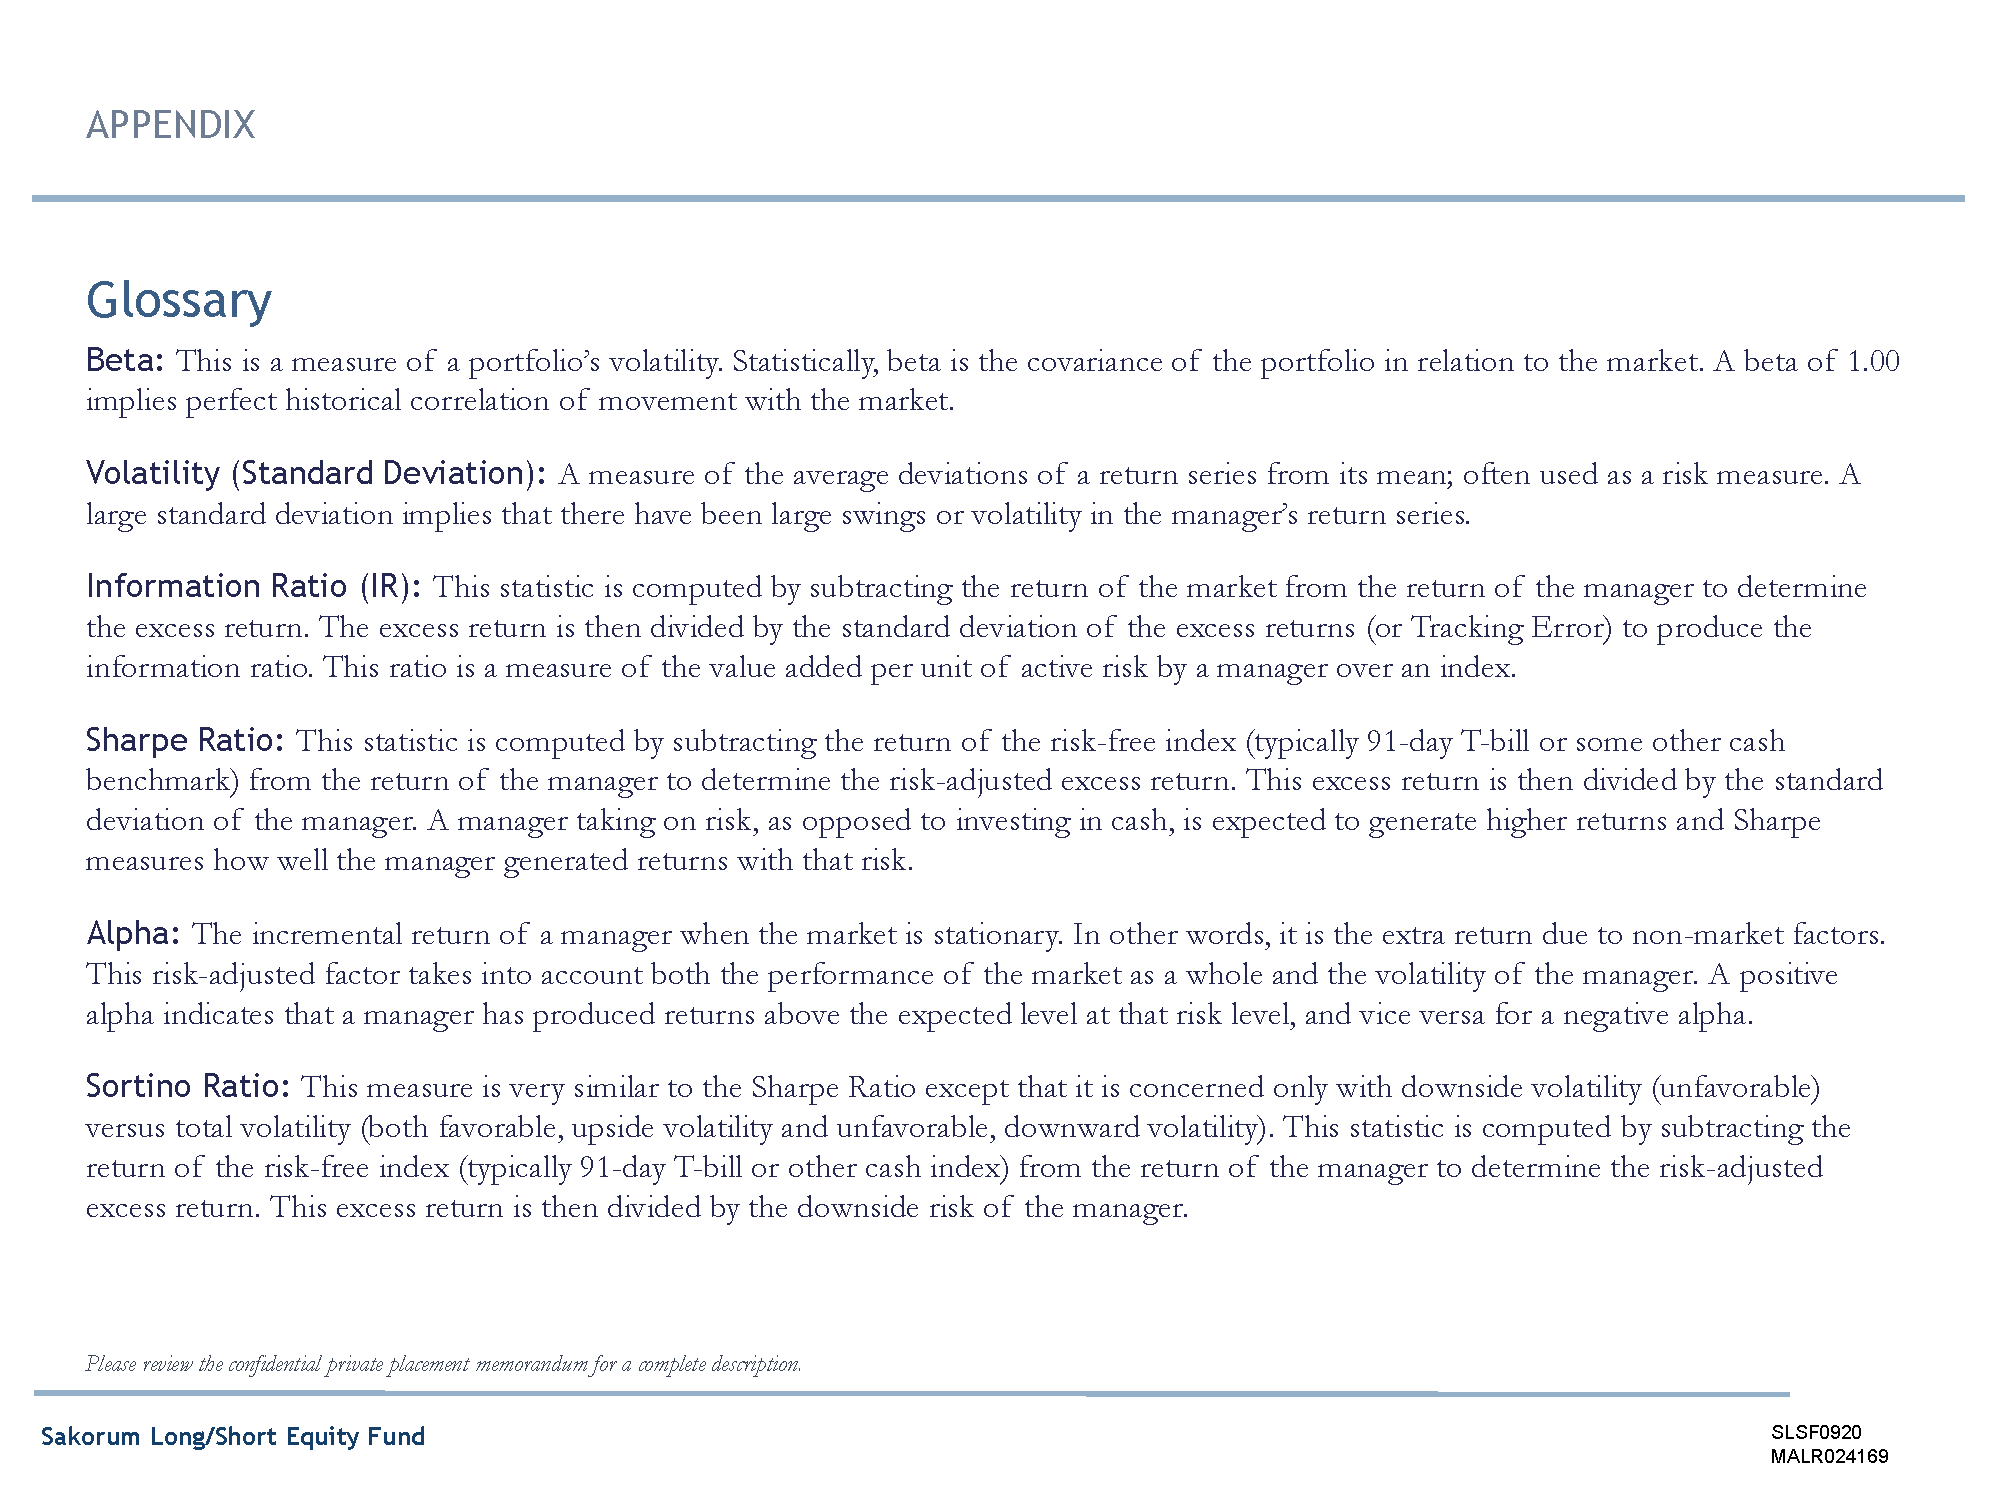 APPENDIX
Glossary
Beta: This is a measure of a portfolio’s volatility. Statistically, beta is the covariance of the portfolio in relation to the market. A beta of 1.00
implies perfect historical correlation of movement with the market.
Volatility (Standard Deviation): A measure of the average deviations of a return series from its mean; often used as a risk measure. A
large standard deviation implies that there have been large swings or volatility in the manager’s return series.
Information Ratio (IR): This statistic is computed by subtracting the return of the market from the return of the manager to determine
the excess return. The excess return is then divided by the standard deviation of the excess returns (or Tracking Error) to produce the
information ratio. This ratio is a measure of the value added per unit of active risk by a manager over an index.
Sharpe Ratio: This statistic is computed by subtracting the return of the risk-free index (typically 91-day T-bill or some other cash
benchmark) from the return of the manager to determine the risk-adjusted excess return. This excess return is then divided by the standard
deviation of the manager. A manager taking on risk, as opposed to investing in cash, is expected to generate higher returns and Sharpe
measures how well the manager generated returns with that risk.
Alpha: The incremental return of a manager when the market is stationary. In other words, it is the extra return due to non-market factors.
This risk-adjusted factor takes into account both the performance of the market as a whole and the volatility of the manager. A positive
alpha indicates that a manager has produced returns above the expected level at that risk level, and vice versa for a negative alpha.
Sortino Ratio: This measure is very similar to the Sharpe Ratio except that it is concerned only with downside volatility (unfavorable)
versus total volatility (both favorable, upside volatility and unfavorable, downward volatility). This statistic is computed by subtracting the
return of the risk-free index (typically 91-day T-bill or other cash index) from the return of the manager to determine the risk-adjusted
excess return. This excess return is then divided by the downside risk of the manager.
Please review the confidential private placement memorandum for a complete description.
Sakorum Long/Short Equity Fund
SLSF0920
MALR024169